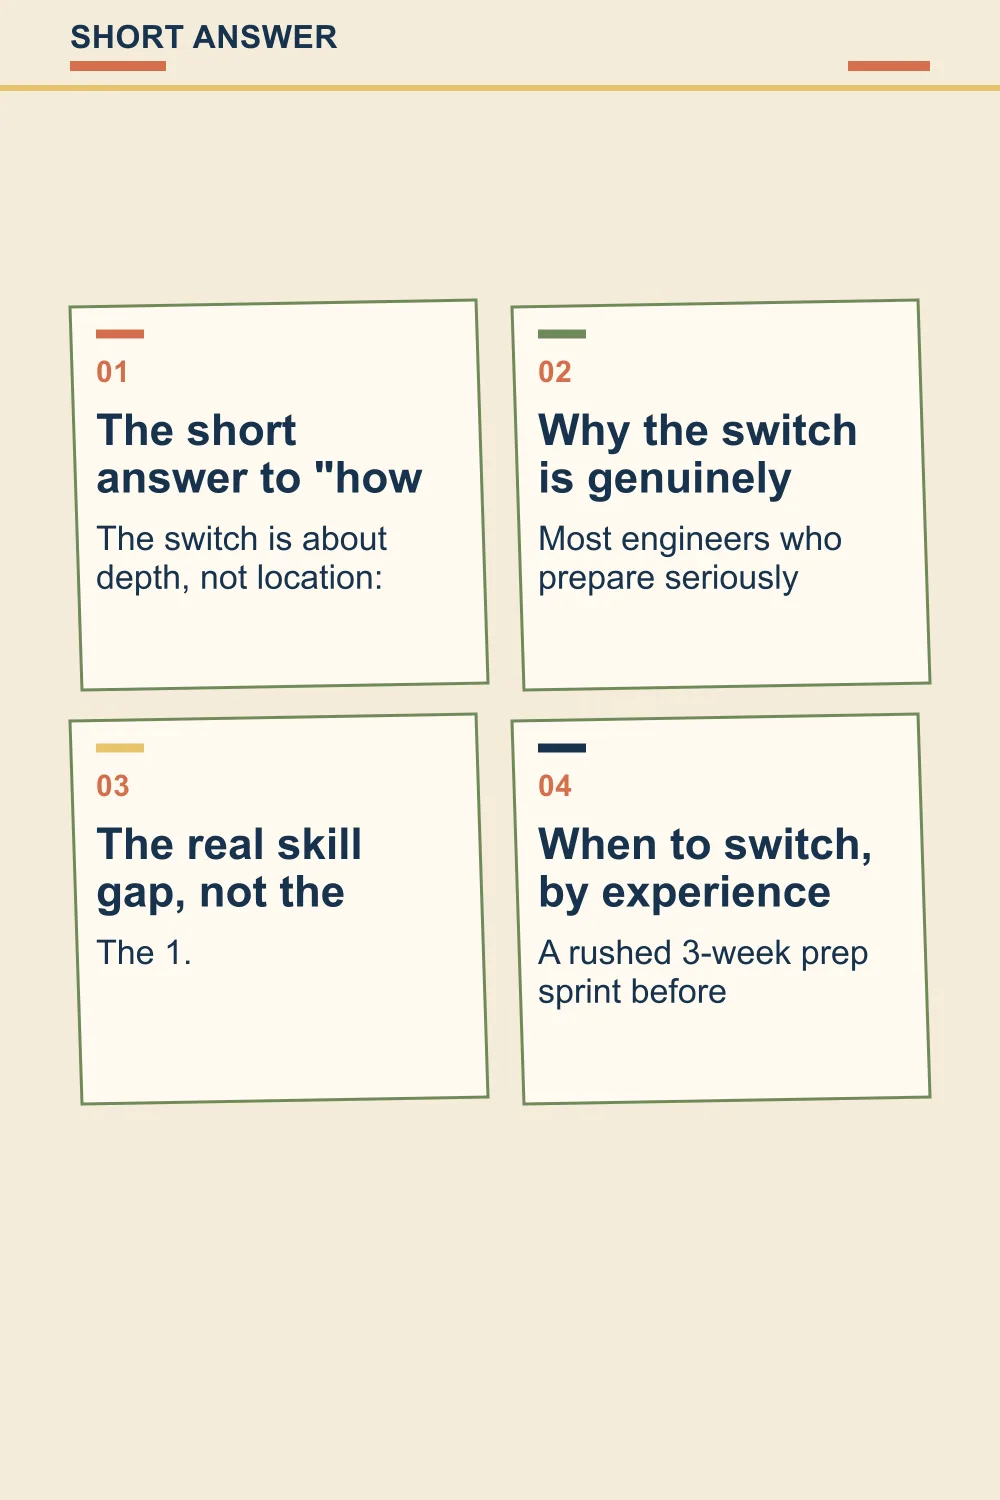 SHORT ANSWER
01
The short
answer to "how
The switch is about
depth, not location:
02
Why the switch
is genuinely
Most engineers who
prepare seriously
03
The real skill
gap, not the
The 1.
04
When to switch,
by experience
A rushed 3-week prep
sprint before